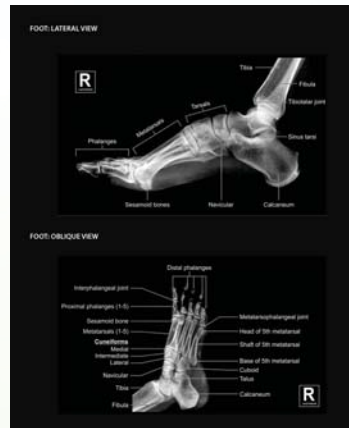 FOOT: LATERAL VIEW
R
Tibia
Fibula
Tibiotalar joint
Tarsals
Metatarsals
Phalanges
Sinus tarsi
Sesamoid bones
Navicular
Calcaneum
FOOT: OBLIQUE VIEW
Distal phalanges
Interphalangeal joint
Proximal phalanges (1-5)
Sesamoid bone
Metatarsals (1-5)
Cuneiforms
Medial
Intermediate
Lateral
Navicular
Tibia
Fibula
Metatarsophalangeal joint
Head of 5th metatarsal
Shaft of 5th metatarsal
Base of 5th metatarsal
Cuboid
Talus
Calcaneum
R